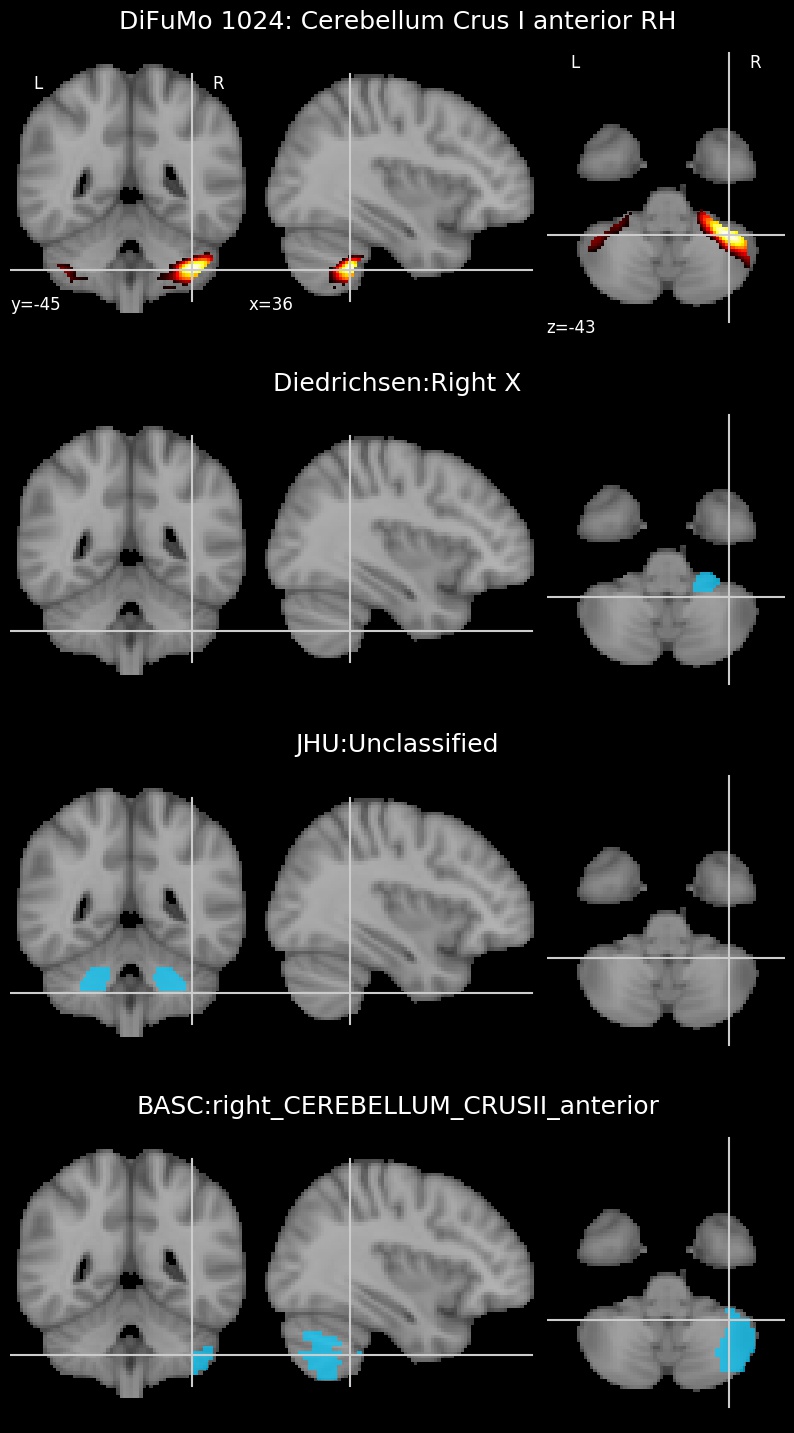 DiFuMo 1024: Cerebellum Crus I anterior RH
L R L R
y=-45 x=36 z=-43
Diedrichsen:Right X
JHU:Unclassified
BASC:right_CEREBELLUM_CRUSII_anterior